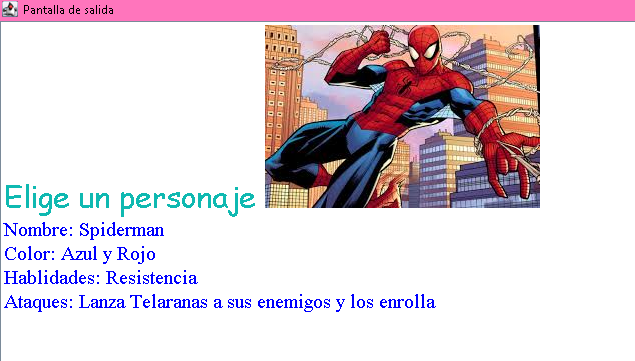 Pantalla de salida
Elige un personaje
Nombre: Spiderman
Color: Azul y Rojo
Hablidades: Resistencia
Ataques: Lanza Telaranas a sus enemigos y los enrolla